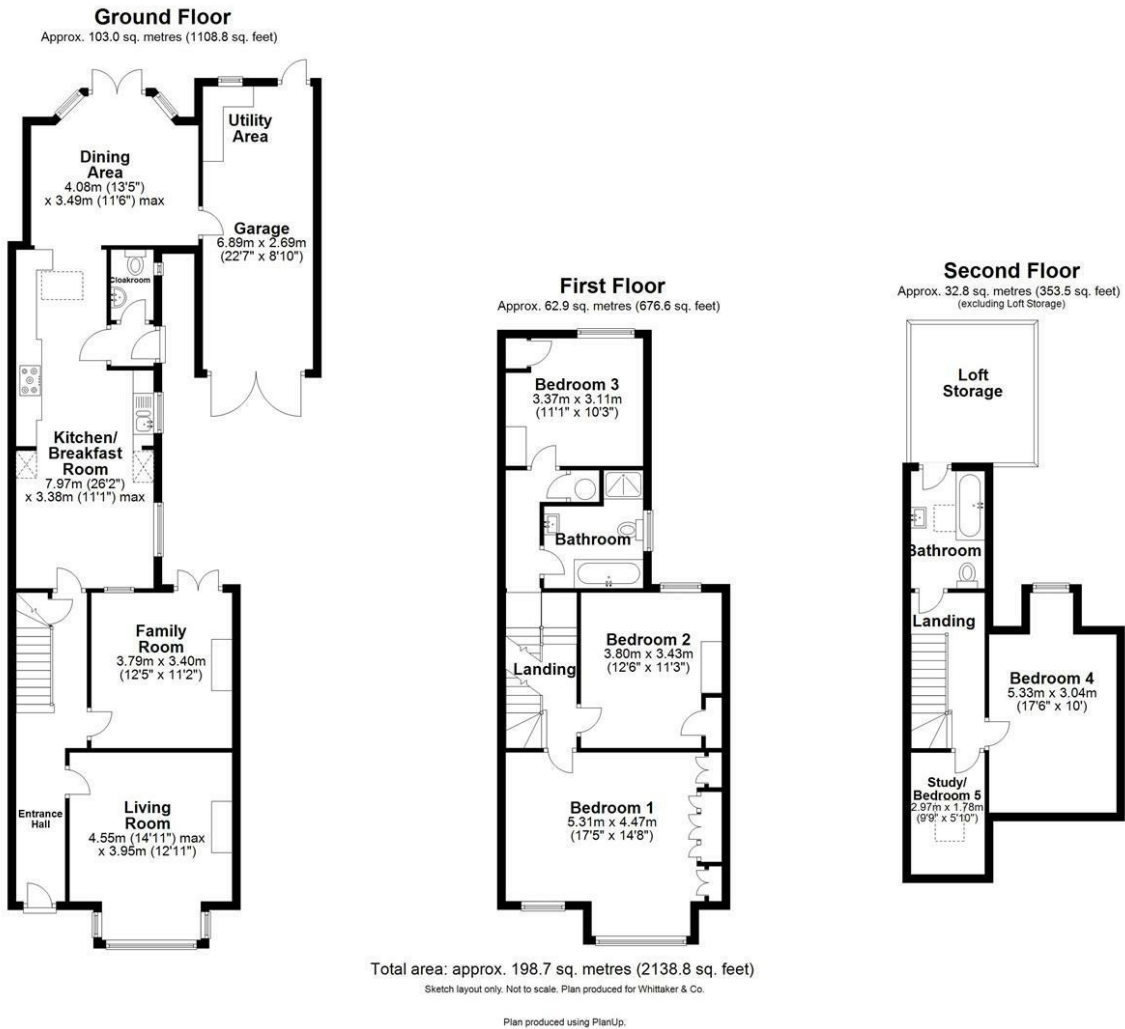 Ground Floor
Approx. 103.0 sq. metres (1108.8 sq. feet)
Utility
Area
Dining
Area
4.08m (13'5")
x 3.49m (11'6") max
Garage
6.89m x 2.69m
(22'7" x 8'10")
Cloakroom
Kitchen/
Breakfast
Room
7.97m (26'2")
x 3.38m (11'1") max
Family
Room
3.79m x 3.40m
(12'5" x 11'2")
Entrance
Hall
Living
Room
4.55m (14'11") max
x 3.95m (12'11")
First Floor
Approx. 62.9 sq. metres (676.6 sq. feet)
Bedroom 3
3.37m x 3.11m
(11'1" x 10'3")
Bathroom
Landing
Bedroom 2
3.80m x 3.43m
(12'6" x 11'3")
Bedroom 1
5.31m x 4.47m
(17'5" x 14'8")
Second Floor
Approx. 32.8 sq. metres (353.5 sq. feet)
(excluding Loft Storage)
Loft
Storage
Bathroom
Landing
Bedroom 4
5.33m x 3.04m
(17'6" x 10')
Study/
Bedroom 5
2.97m x 1.78m
(9'9" x 5'10")
Total area: approx. 198.7 sq. metres (2138.8 sq. feet)
Sketch layout only. Not to scale. Plan produced for Whittaker & Co.
Plan produced using PlanUp.